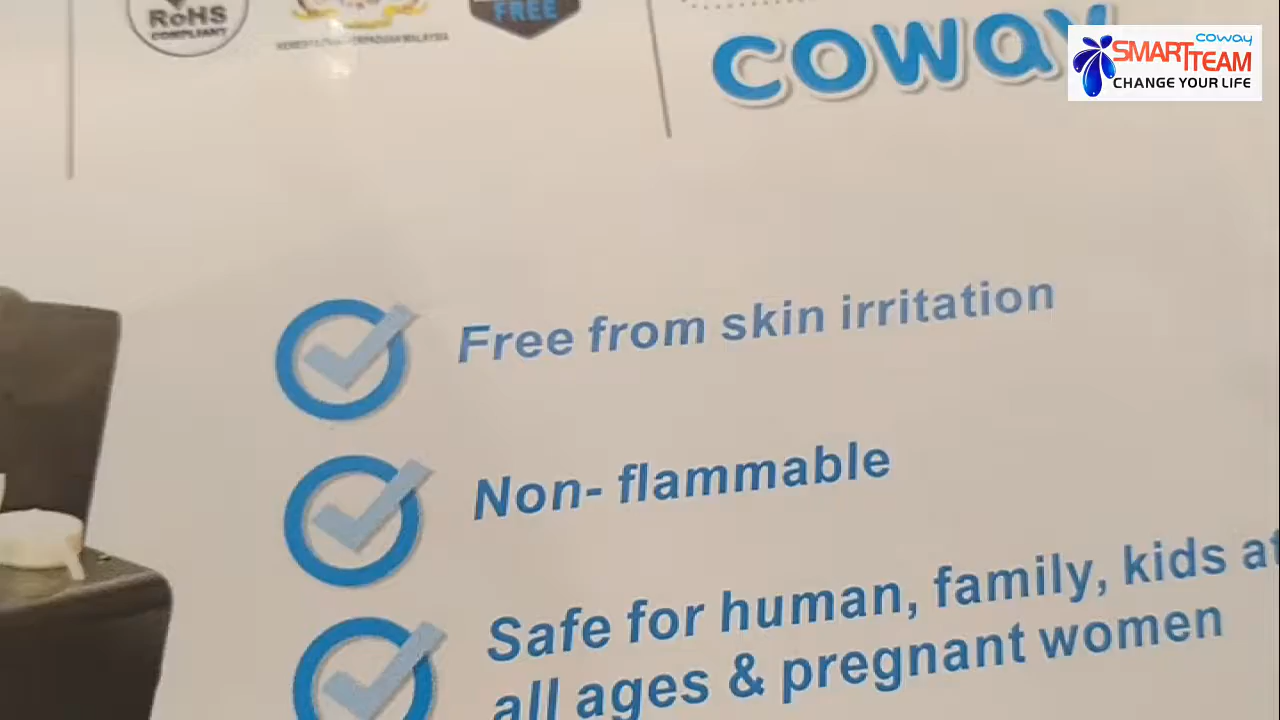 RoHS
COMPLIANT
FREE
coway
coway
SMART TEAM
CHANGE YOUR LIFE
Free from skin irritation
Non- flammable
Safe for human, family, kids at
all ages & pregnant women